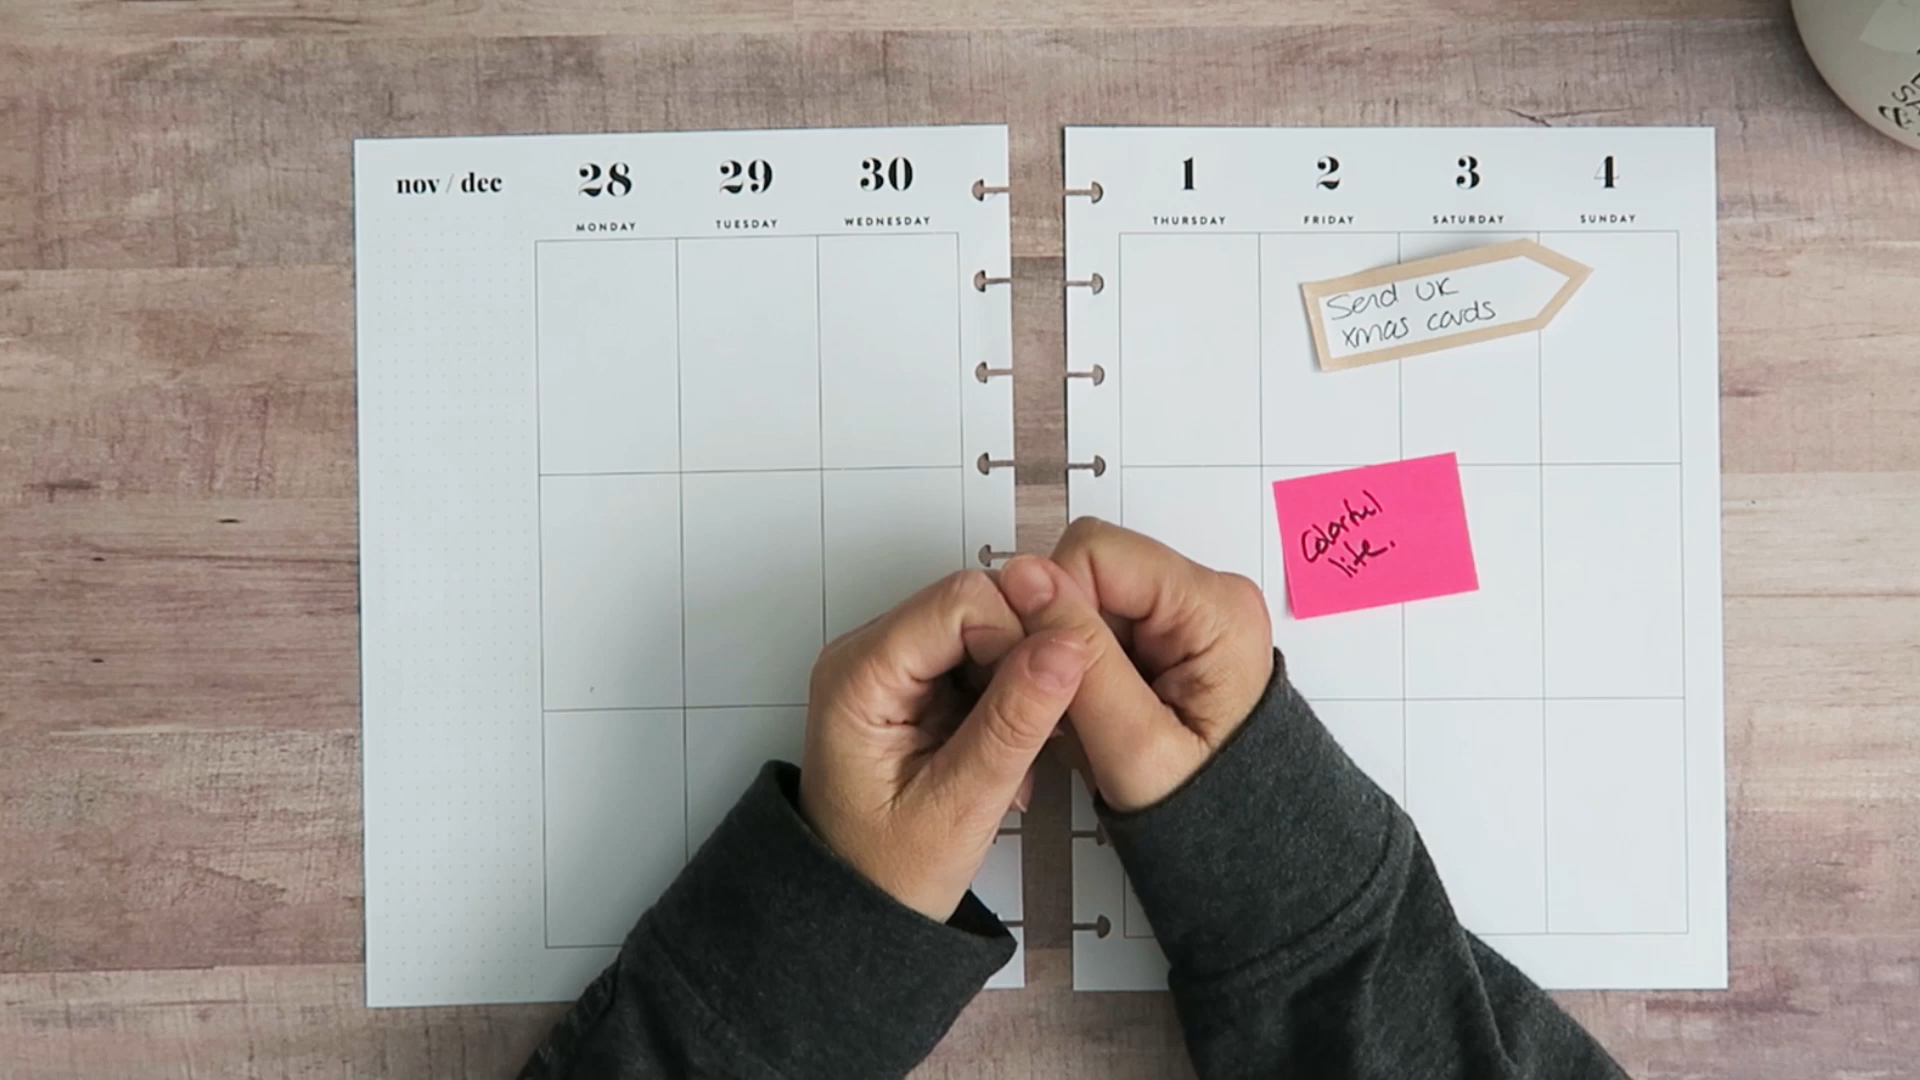 nov / dec
28
MONDAY
29
TUESDAY
30
WEDNESDAY
1
THURSDAY
2
FRIDAY
3
SATURDAY
4
SUNDAY
Send UK
xmas cards
Colorful
life.